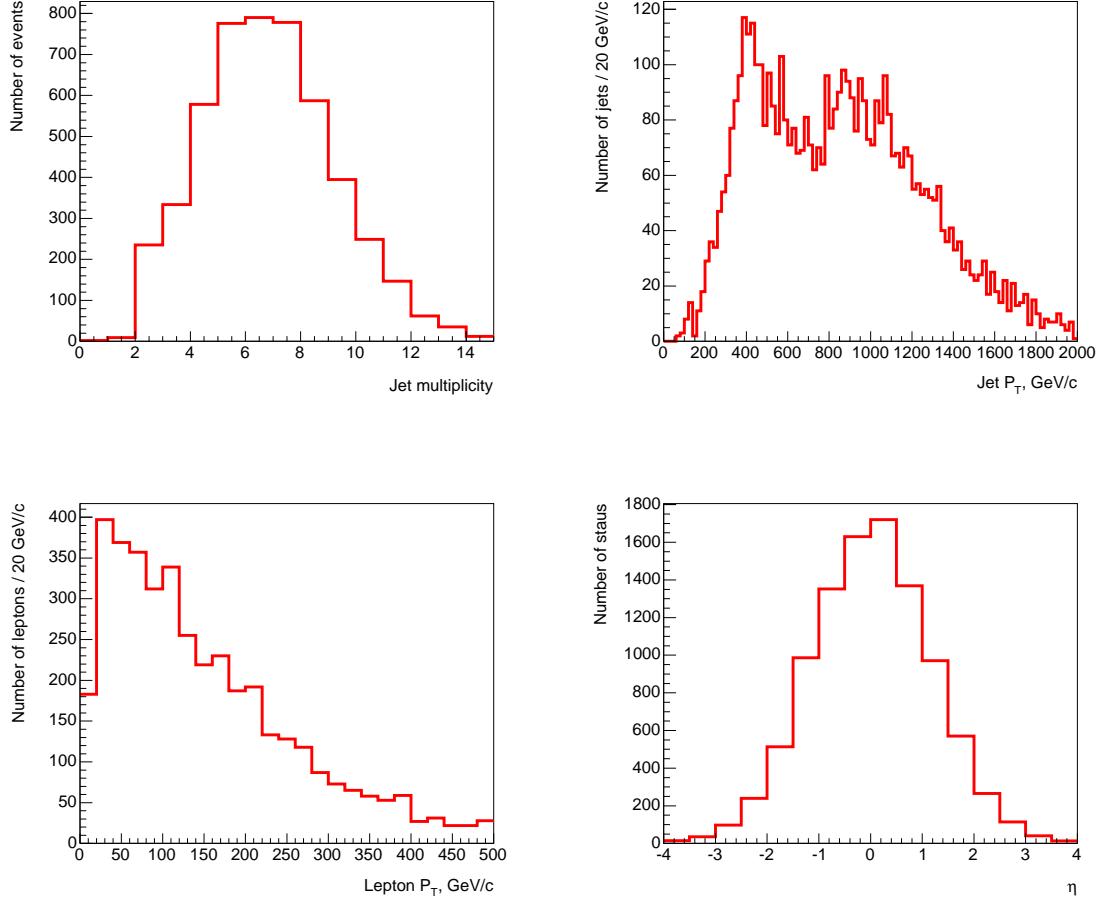 Number of events
800
700
600
500
400
300
200
100
0
0 2 4 6 8 10 12 14
Jet multiplicity
Number of jets / 20 GeV/c
120
100
80
60
40
20
0
0 200 400 600 800 1000 1200 1400 1600 1800 2000
Jet P_T, GeV/c
Number of leptons / 20 GeV/c
400
350
300
250
200
150
100
50
0
0 50 100 150 200 250 300 350 400 450 500
Lepton P_T, GeV/c
Number of staus
1800
1600
1400
1200
1000
800
600
400
200
0
-4 -3 -2 -1 0 1 2 3 4
η